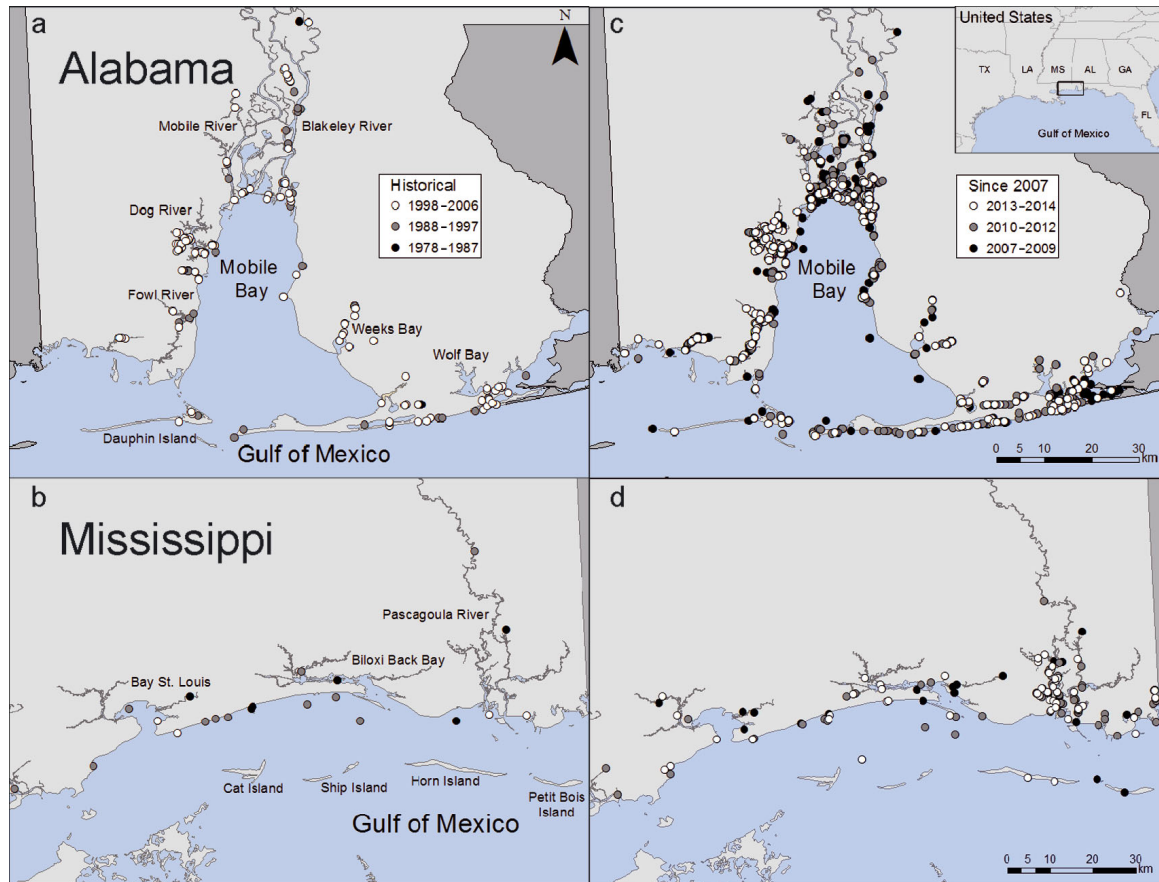 a
Alabama
N
Mobile River
Blakeley River
Historical
1998-2006
1988-1997
1978-1987
Dog River
Mobile
Bay
Fowl River
Weeks Bay
Wolf Bay
Dauphin Island
Gulf of Mexico
c
United States
TX
LA
MS
AL
GA
FL
Gulf of Mexico
Since 2007
2013-2014
2010-2012
2007-2009
Mobile
Bay
0 5 10 20 30
km
b
Mississippi
Pascagoula River
Biloxi Back Bay
Bay St. Louis
Cat Island
Ship Island
Horn Island
Petit Bois
Island
Gulf of Mexico
d
0 5 10 20 30
km